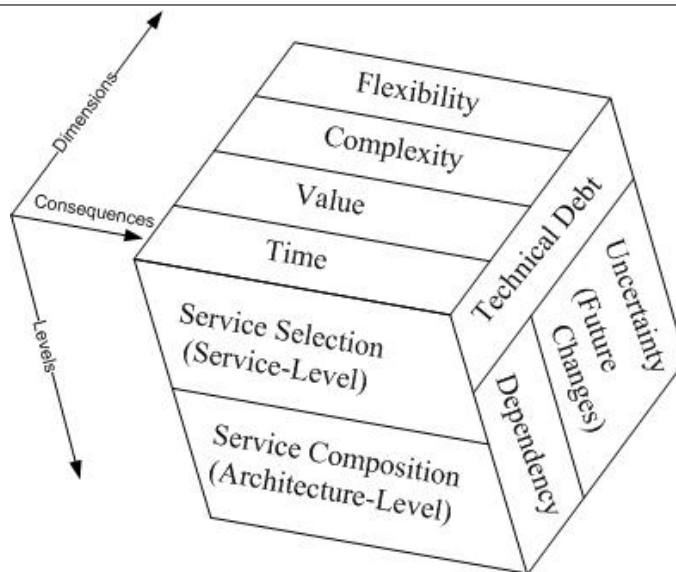 Dimensions
Consequences
Levels
Flexibility
Complexity
Value
Time
Service Selection
(Service-Level)
Service Composition
(Architecture-Level)
Technical Debt
Dependency
Uncertainty
(Future
Changes)